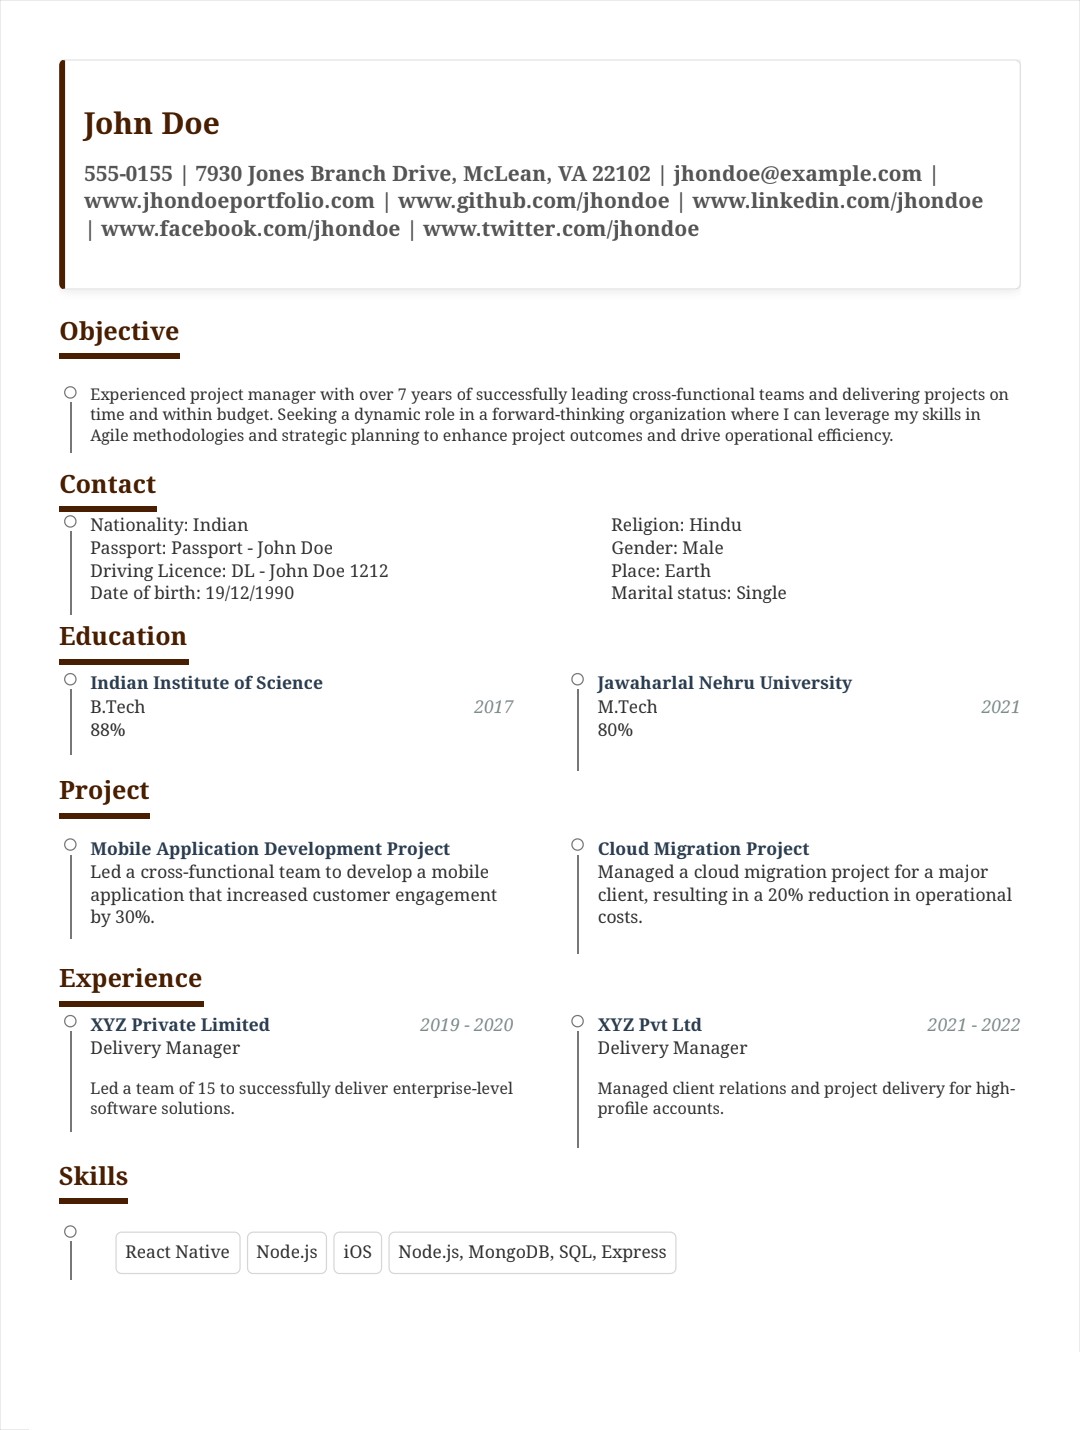 John Doe
555-0155 | 7930 Jones Branch Drive, McLean, VA 22102 | jhondoe@example.com |
www.jhondoeportfolio.com | www.github.com/jhondoe | www.linkedin.com/jhondoe
| www.facebook.com/jhondoe | www.twitter.com/jhondoe
Objective
Experienced project manager with over 7 years of successfully leading cross-functional teams and delivering projects on
time and within budget. Seeking a dynamic role in a forward-thinking organization where I can leverage my skills in
Agile methodologies and strategic planning to enhance project outcomes and drive operational efficiency.
Contact
Nationality: Indian
Passport: Passport - John Doe
Driving Licence: DL - John Doe 1212
Date of birth: 19/12/1990
Religion: Hindu
Gender: Male
Place: Earth
Marital status: Single
Education
Indian Institute of Science
B.Tech 2017
88%
Jawaharlal Nehru University
M.Tech 2021
80%
Project
Mobile Application Development Project
Led a cross-functional team to develop a mobile
application that increased customer engagement
by 30%.
Cloud Migration Project
Managed a cloud migration project for a major
client, resulting in a 20% reduction in operational
costs.
Experience
XYZ Private Limited 2019 - 2020
Delivery Manager
Led a team of 15 to successfully deliver enterprise-level
software solutions.
XYZ Pvt Ltd 2021 - 2022
Delivery Manager
Managed client relations and project delivery for high-
profile accounts.
Skills
React Native Node.js iOS Node.js, MongoDB, SQL, Express